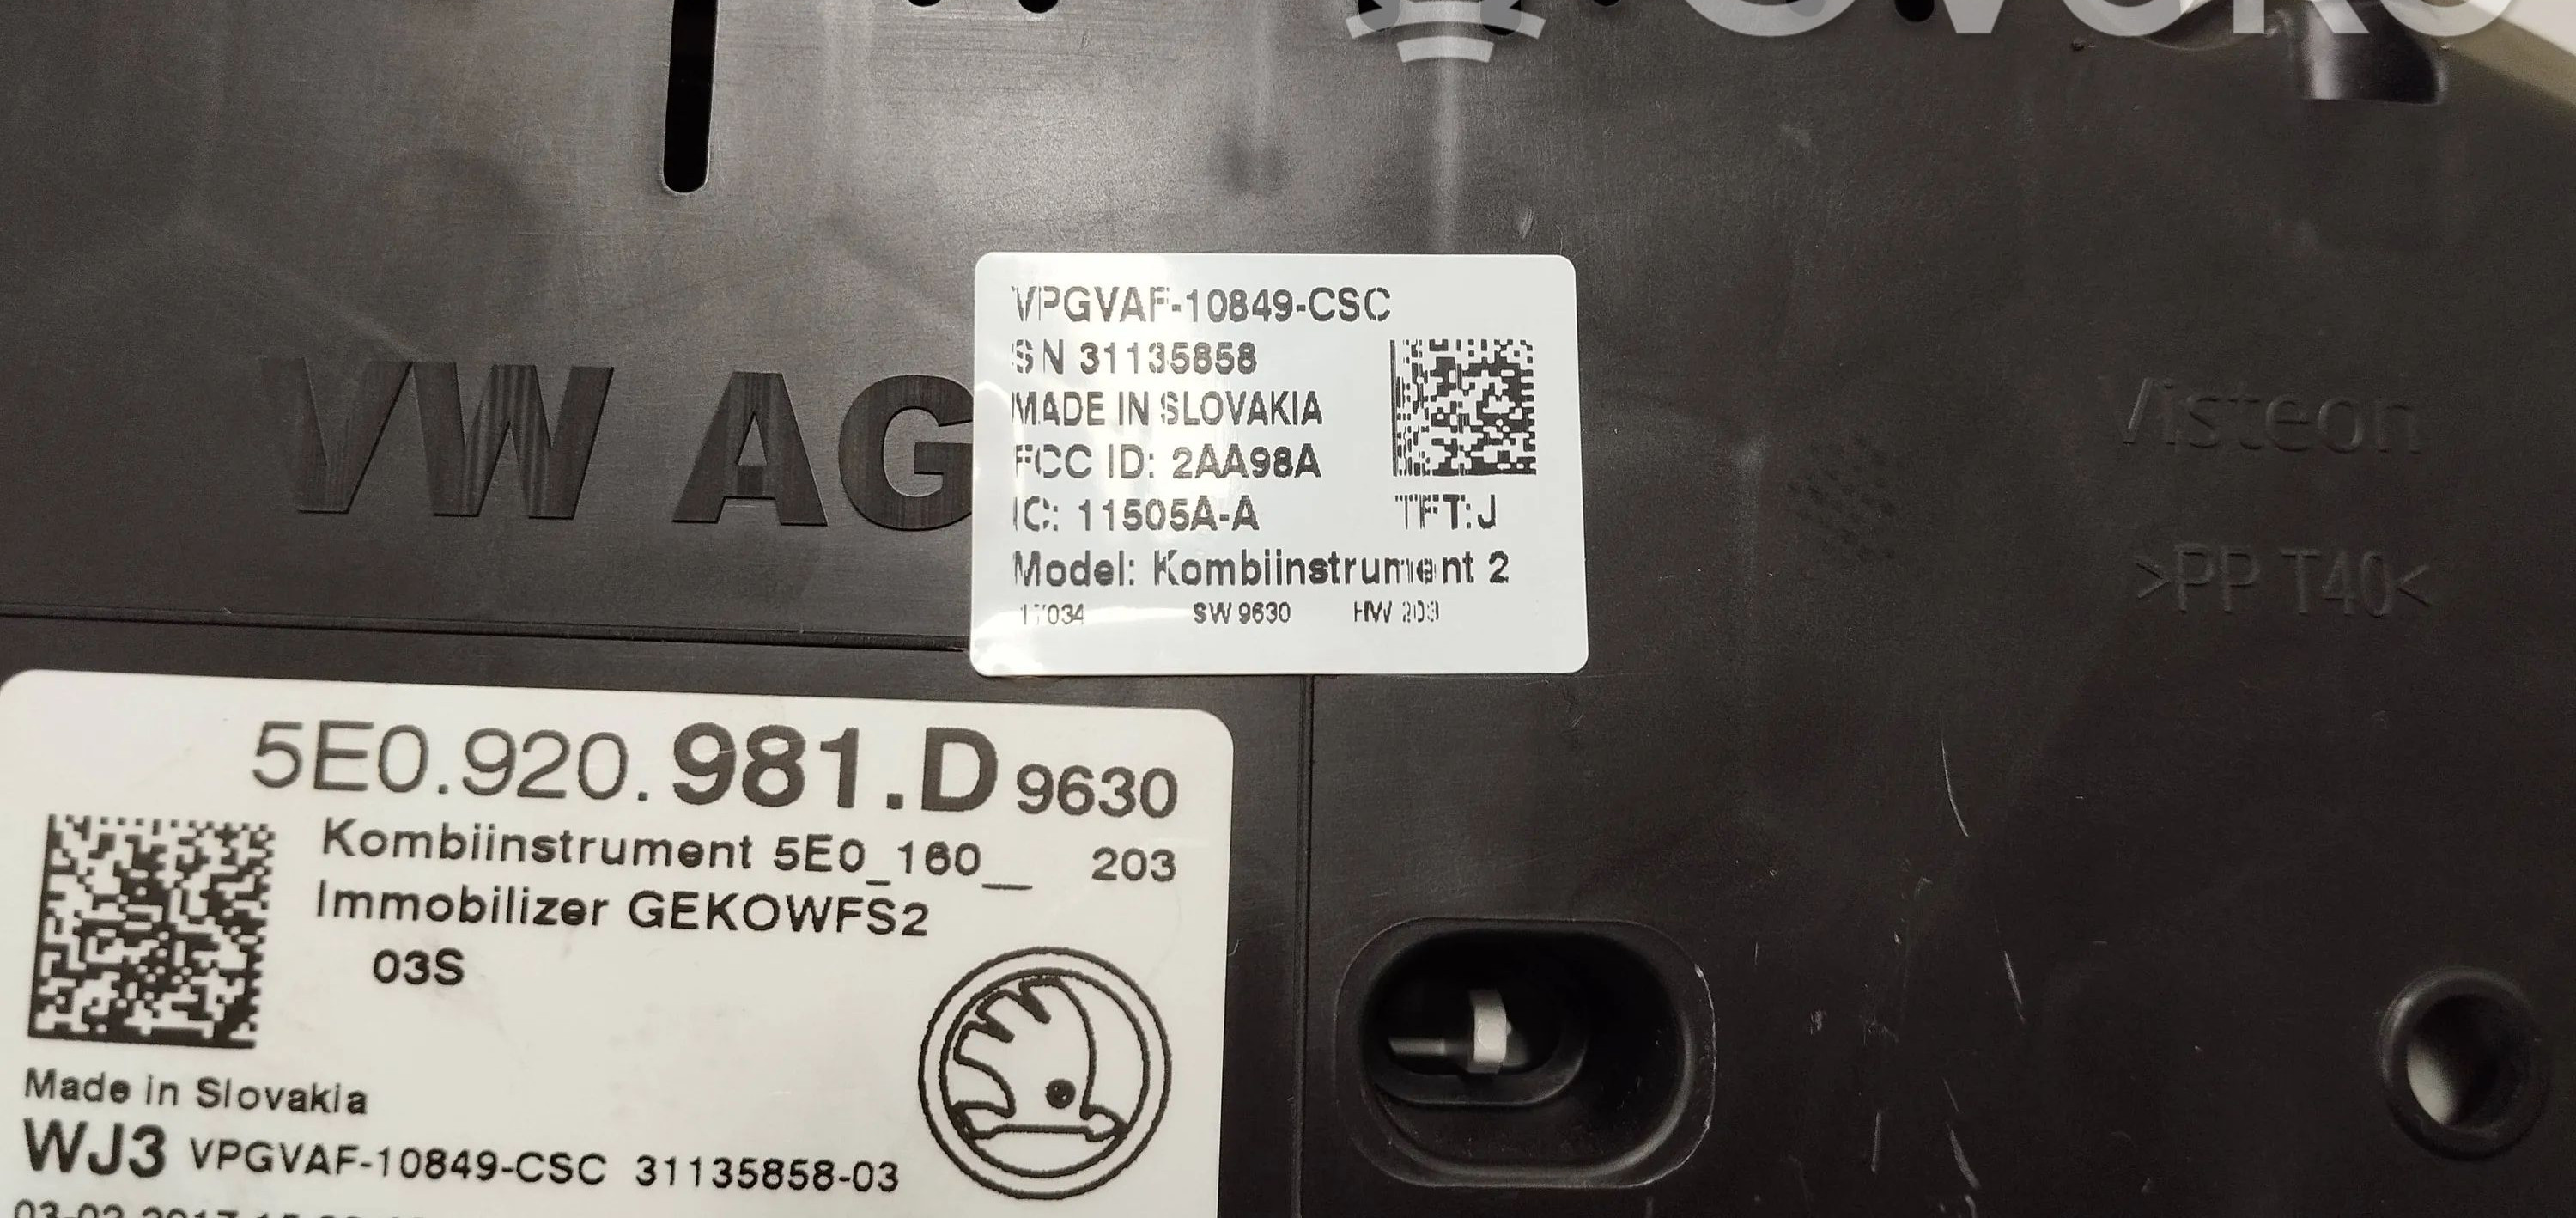 VW AG
VPGVAF-10849-CSC
SN 31135858
MADE IN SLOVAKIA
FCC ID: 2AA98A
IC: 11505A-A
TFT:J
Model: Kombiinstrument 2
17034 SW 9630 HW 203
Visteon
>PP T40<
5E0.920.981.D 9630
Kombiinstrument 5E0_160__ 203
Immobilizer GEKOWFS2
03S
Made in Slovakia
WJ3 VPGVAF-10849-CSC 31135858-03